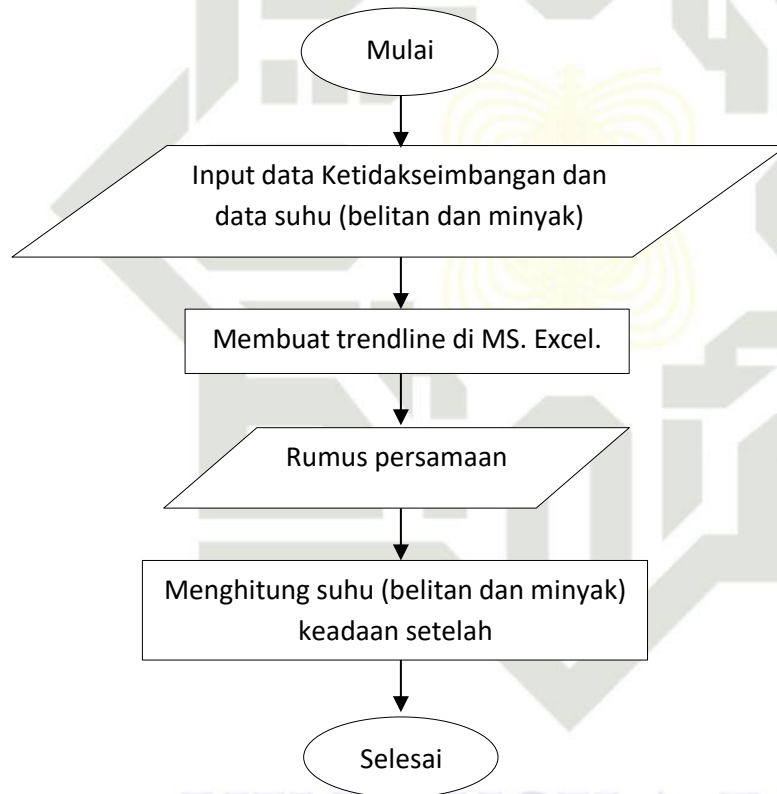 Mulai
Input data Ketidakseimbangan dan
data suhu (belitan dan minyak)
Membuat trendline di MS. Excel.
Rumus persamaan
Menghitung suhu (belitan dan minyak)
keadaan setelah
Selesai